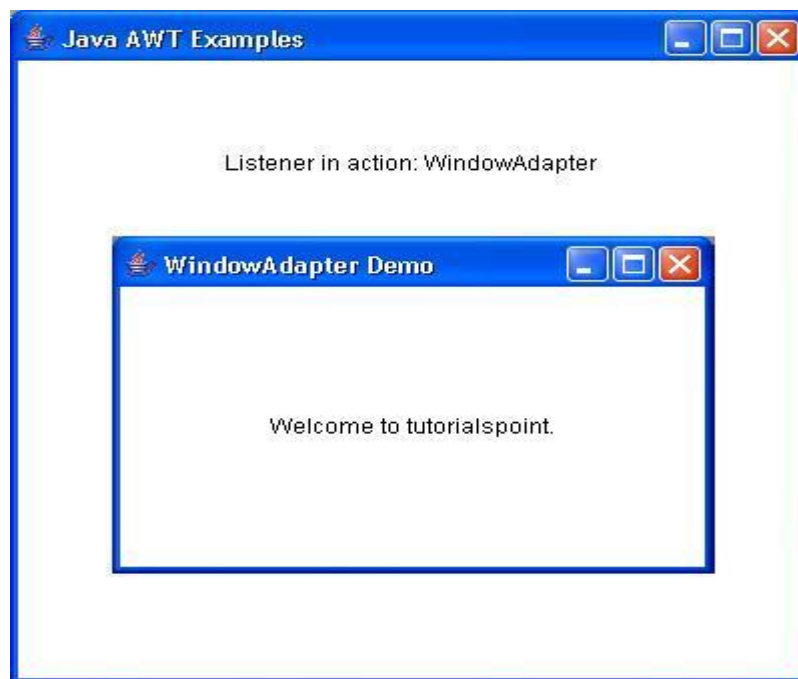 Java AWT Examples
Listener in action: WindowAdapter
WindowAdapter Demo
Welcome to tutorialspoint.